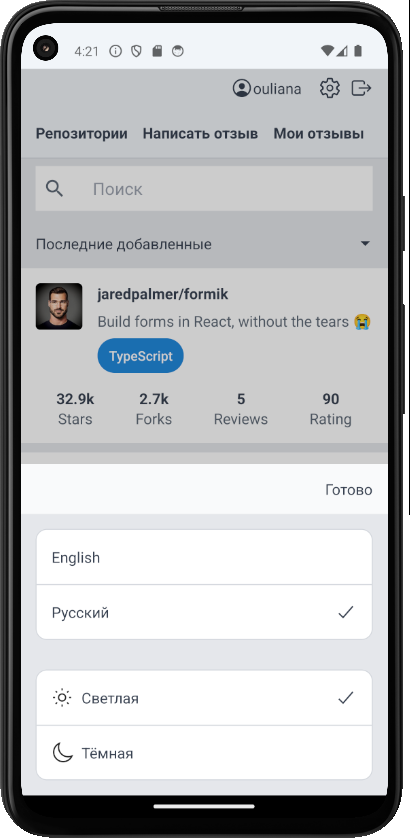 4:21
ouliana
Репозитории Написать отзыв Мои отзывы
Поиск
Последние добавленные
jaredpalmer/formik
Build forms in React, without the tears 😭
TypeScript
32.9k 2.7k 5 90
Stars Forks Reviews Rating
Готово
English
Русский
Светлая
Тёмная